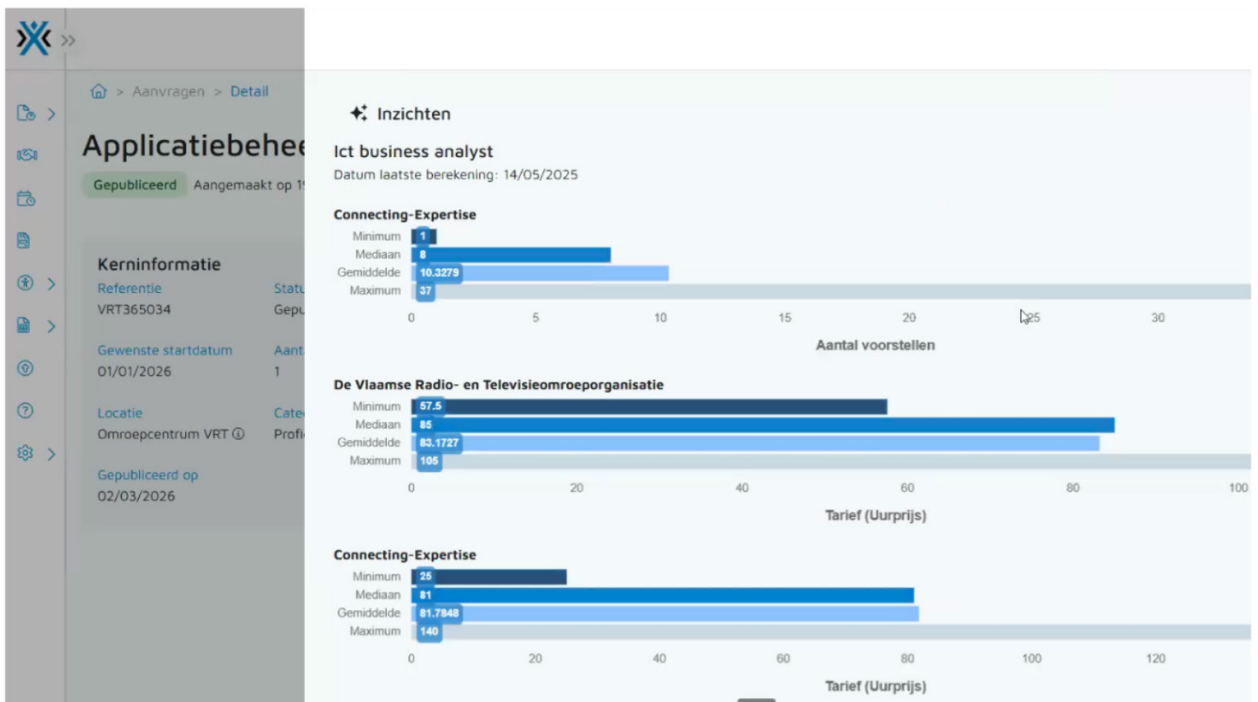 > Aanvragen > Detail
Applicatiebehee
Gepubliceerd Aangemaakt op 1
Kerninformatie
Referentie Statu
VRT365034 Gepu
Gewenste startdatum Aant
01/01/2026 1
Locatie Cate
Omroepcentrum VRT Profi
Gepubliceerd op
02/03/2026
Inzichten
Ict business analyst
Datum laatste berekening: 14/05/2025
Connecting-Expertise
Minimum 1
Mediaan 8
Gemiddelde 10.3279
Maximum 37
0 5 10 15 20 25 30
Aantal voorstellen
De Vlaamse Radio- en Televisieomroeporganisatie
Minimum 57.5
Mediaan 85
Gemiddelde 83.1727
Maximum 105
0 20 40 60 80 100
Tarief (Uurprijs)
Connecting-Expertise
Minimum 25
Mediaan 81
Gemiddelde 81.7848
Maximum 140
0 20 40 60 80 100 120
Tarief (Uurprijs)